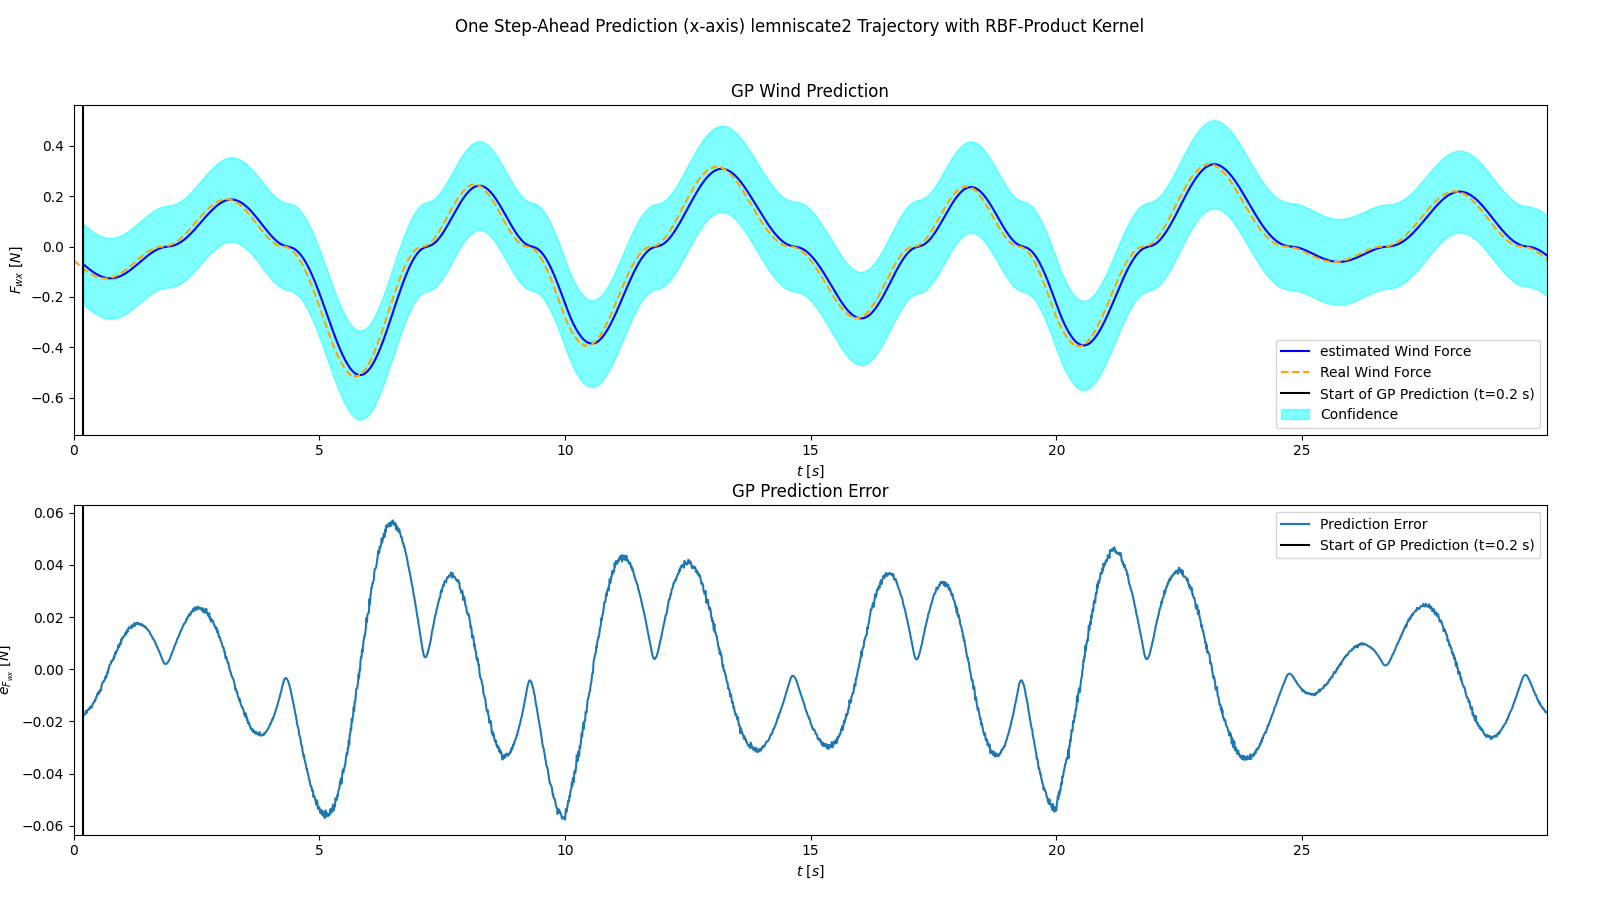 One Step-Ahead Prediction (x-axis) lemniscate2 Trajectory with RBF-Product Kernel
GP Wind Prediction
0.4
0.2
0.0
−0.2
−0.4
−0.6
F_wx [N]
estimated Wind Force
Real Wind Force
Start of GP Prediction (t=0.2 s)
Confidence
0 5 10 15 20 25
t [s]
GP Prediction Error
0.06
0.04
0.02
0.00
−0.02
−0.04
−0.06
e_F_wx [N]
Prediction Error
Start of GP Prediction (t=0.2 s)
0 5 10 15 20 25
t [s]